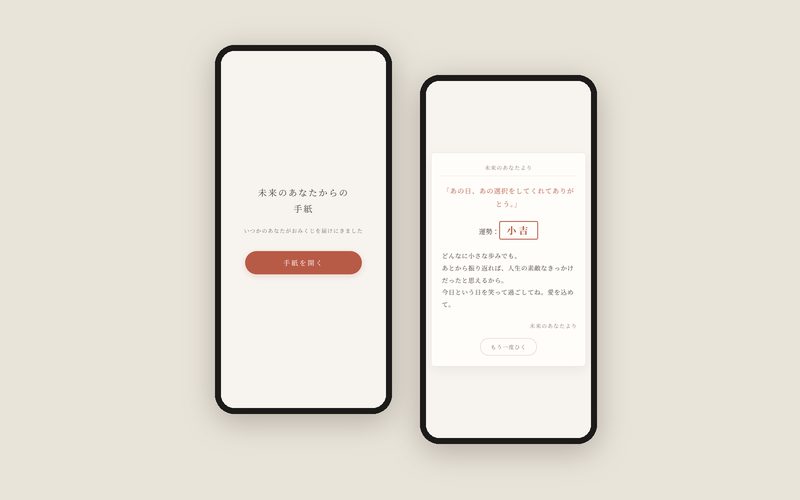 未来のあなたからの
手紙
いつかのあなたがおみくじを届けにきました
手紙を開く
未来のあなたより
「あの日、あの選択をしてくれてありが
とう。」
運勢：小吉
どんなに小さな歩みでも。
あとから振り返れば、人生の素敵なきっかけ
だったと思えるから。
今日という日を笑って過ごしてね。愛を込め
て。
未来のあなたより
もう一度ひく